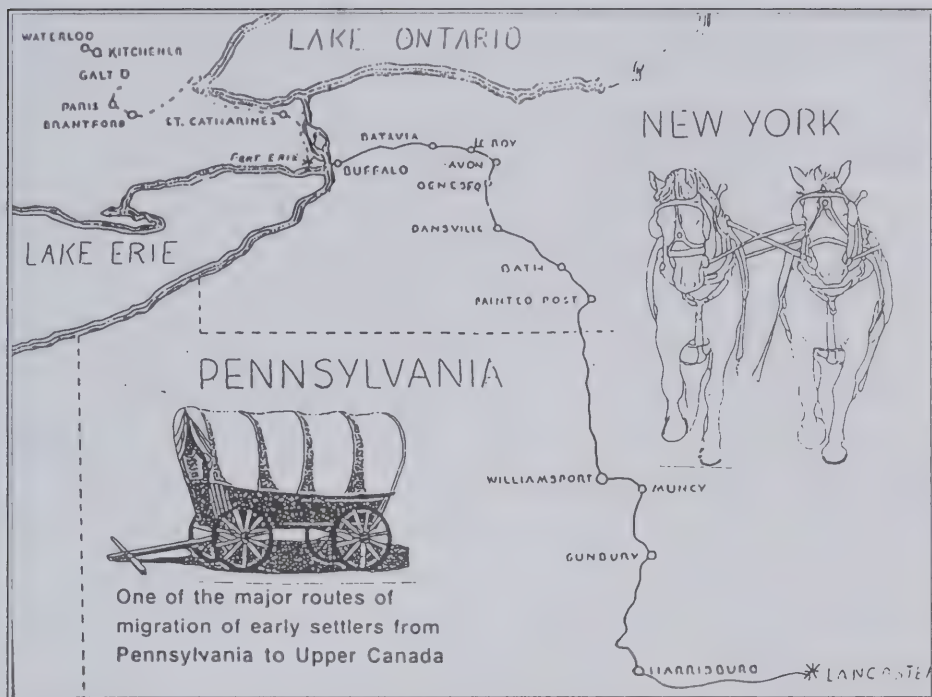 WATERLOO
KITCHENER
GALT
PARIS
BRANTFORD
ST. CATHARINES
FORT ERIE
LAKE ONTARIO
NEW YORK
BATAVIA
LE ROY
AVON
BUFFALO
DANSVILLE
LAKE ERIE
BATH
PAINTED POST
PENNSYLVANIA
WILLIAMSPORT
MUNCY
SUNBURY
HARRISBURG
LANCASTER
One of the major routes of
migration of early settlers from
Pennsylvania to Upper Canada